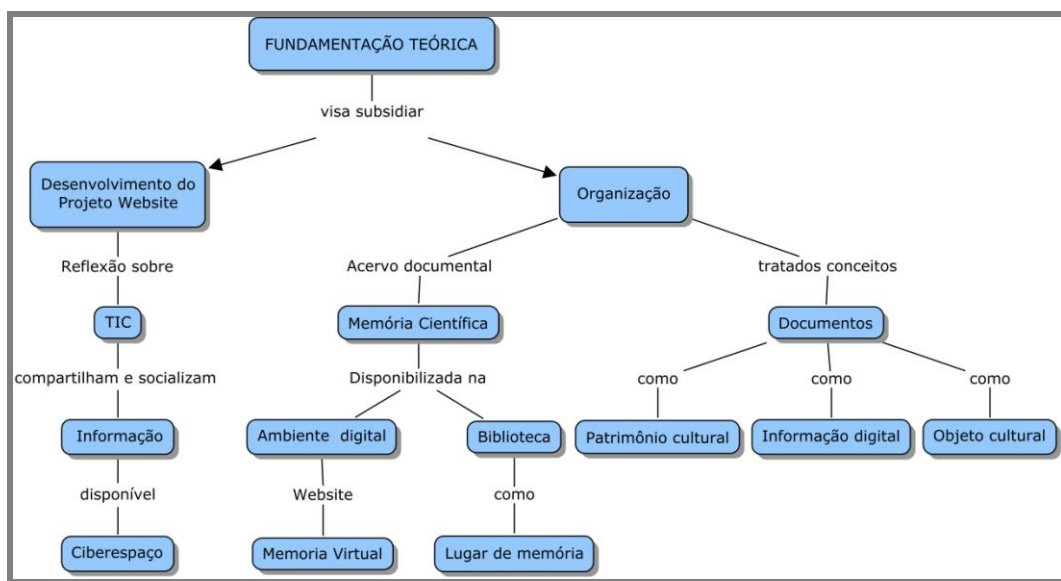 FUNDAMENTAÇÃO TEÓRICA
visa subsidiar
Desenvolvimento do
Projeto Website
Organização
Reflexão sobre
Acervo documental
tratados conceitos
TIC
Memória Científica
Documentos
compartilham e socializam
Disponibilizada na
como
como
como
Informação
Ambiente digital
Biblioteca
Patrimônio cultural
Informação digital
Objeto cultural
disponível
Website
como
Ciberespaço
Memoria Virtual
Lugar de memória